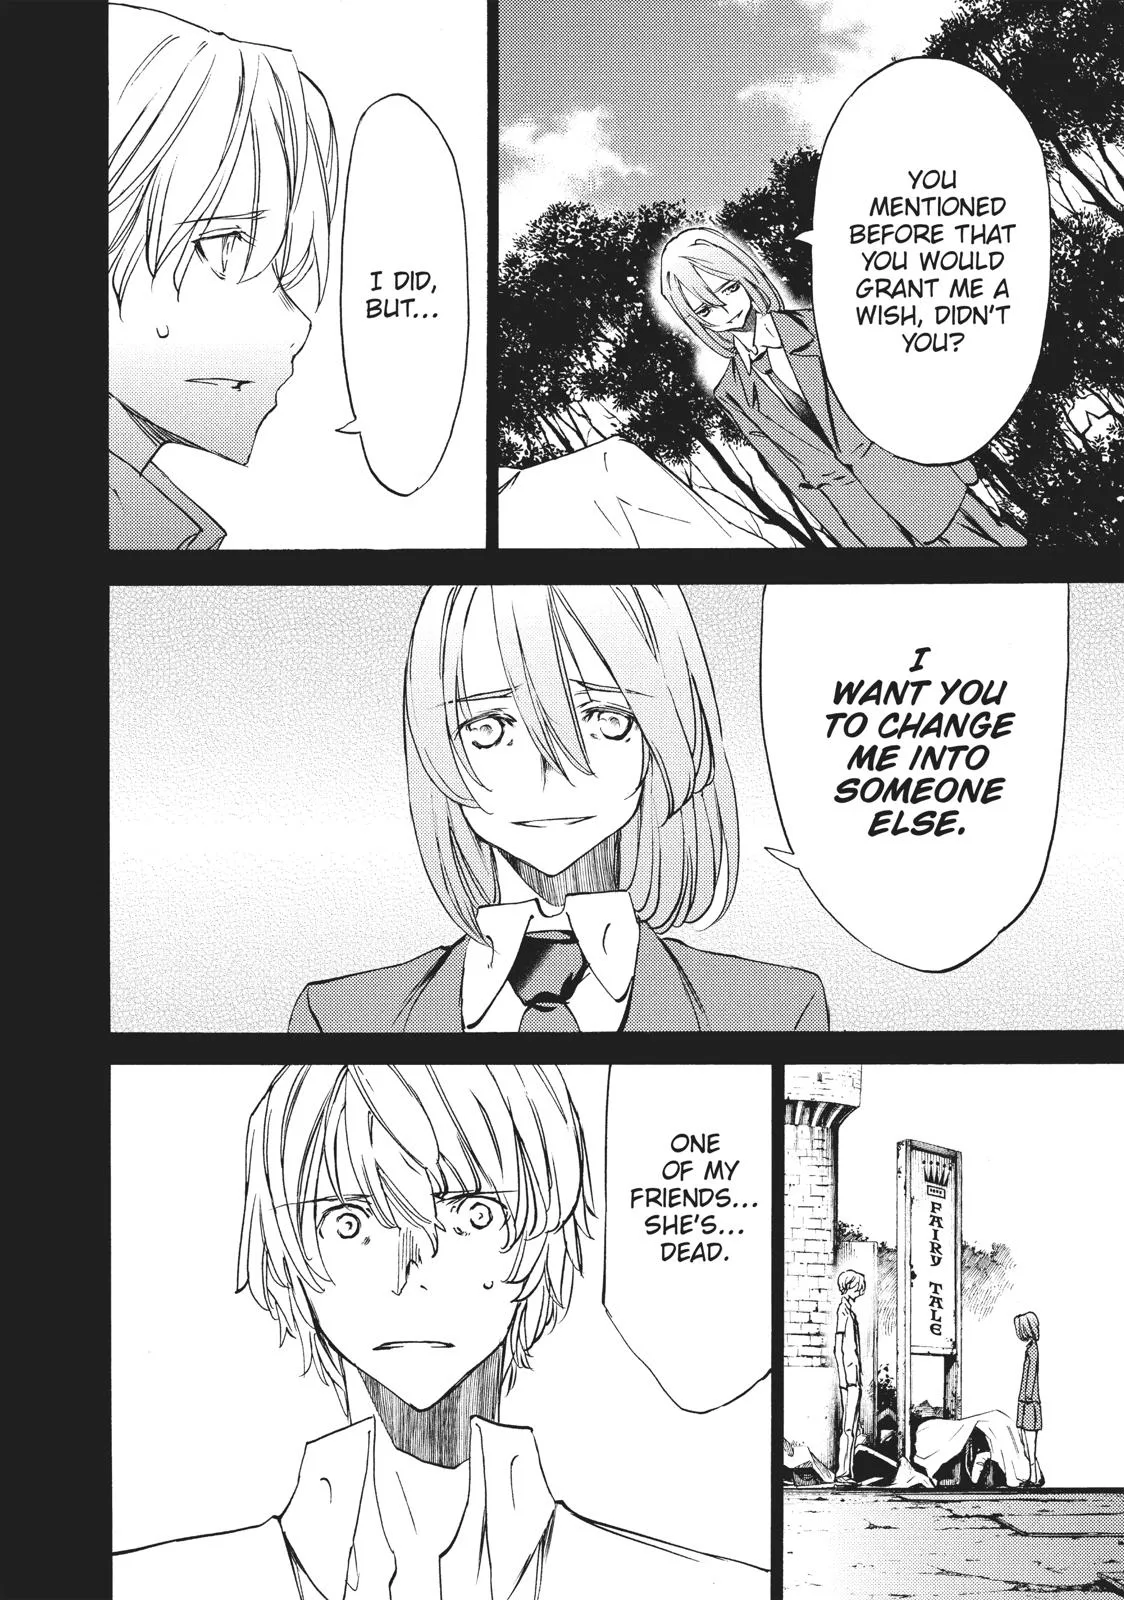 YOU
MENTIONED
BEFORE THAT
YOU WOULD
GRANT ME A
WISH, DIDN'T
YOU?
I DID,
BUT...
I
WANT YOU
TO CHANGE
ME INTO
SOMEONE
ELSE.
FAIRY TALE
ONE
OF MY
FRIENDS...
SHE'S...
DEAD.